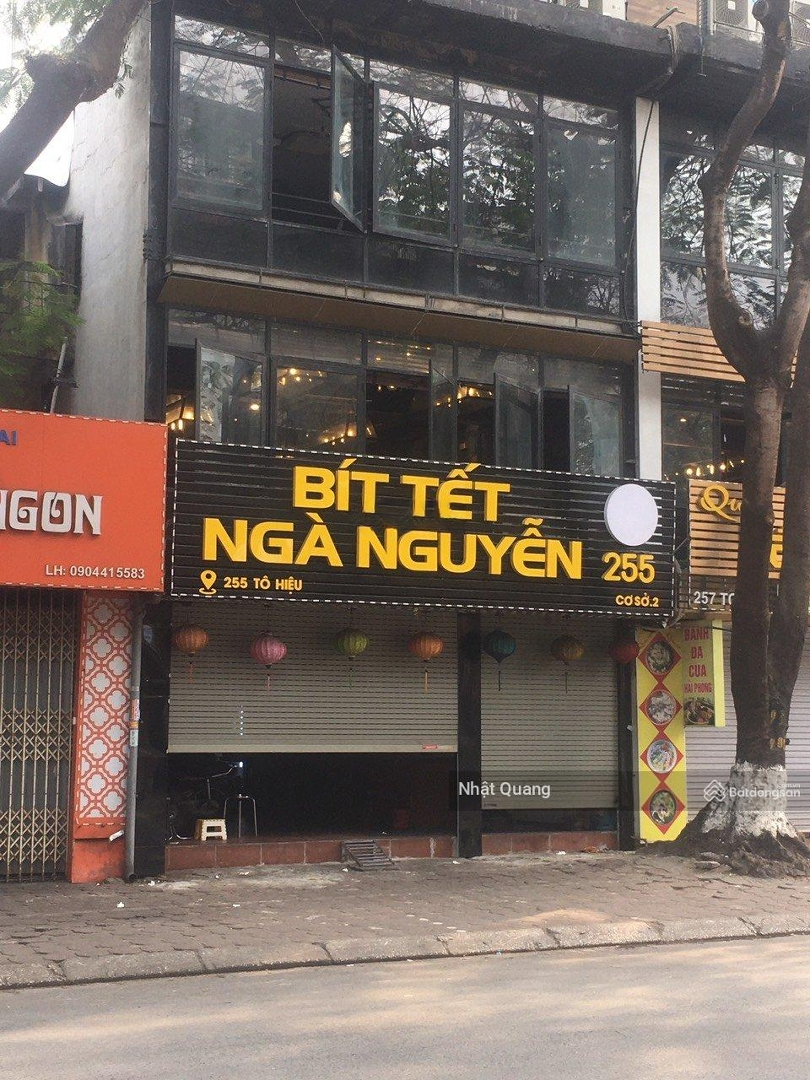 AI
NGON
LH: 0904415583
BÍT TẾT
NGÀ NGUYỄN
255
255 TÔ HIỆU
CƠ SỞ.2
257 TÔ
BÁNH
ĐA
CUA
HẢI PHÒNG
Nhật Quang
Batdongsan